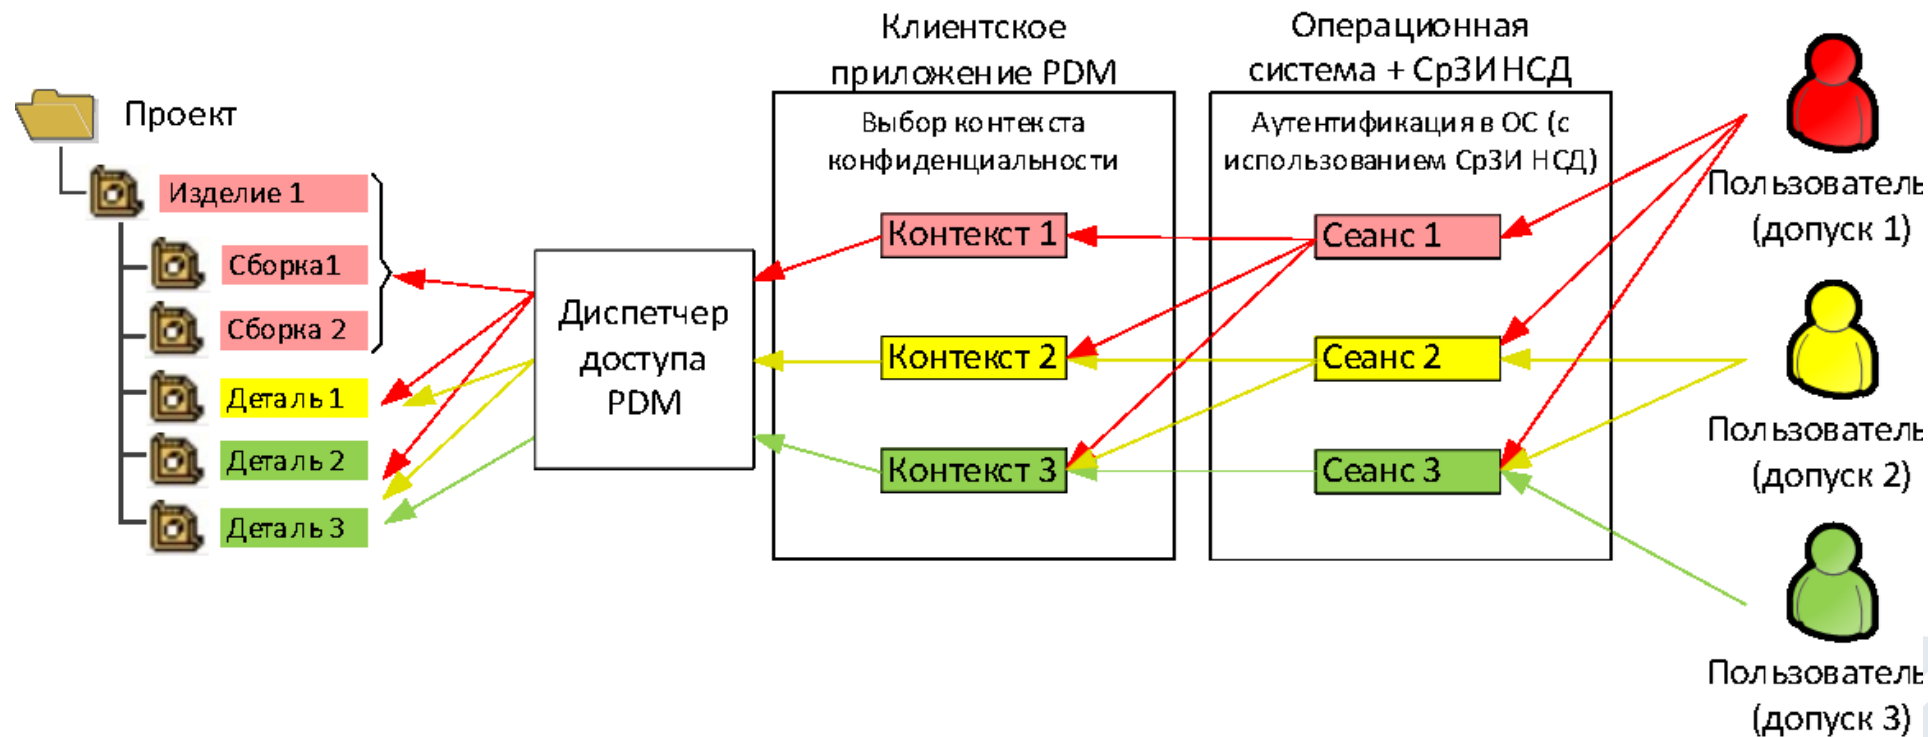 Проект
Изделие 1
Сборка1
Сборка 2
Деталь 1
Деталь 2
Деталь 3
Диспетчер
доступа
PDM
Клиентское
приложение PDM
Выбор контекста
конфиденциальности
Контекст 1
Контекст 2
Контекст 3
Операционная
система + СрЗИ НСД
Аутентификация в ОС (с
использованием СрЗИ НСД)
Сеанс 1
Сеанс 2
Сеанс 3
Пользователь
(допуск 1)
Пользователь
(допуск 2)
Пользователь
(допуск 3)